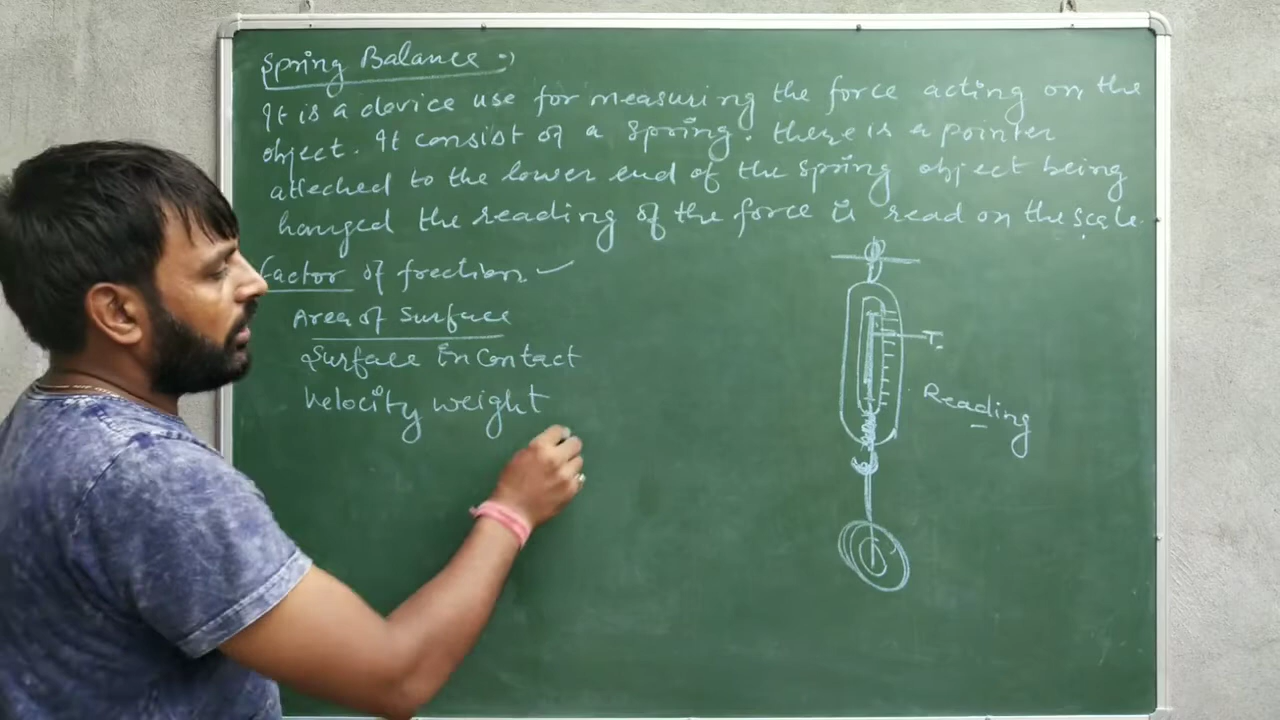 Spring Balance :-)
It is a device use for measuring the force acting on the
object. It consist of a spring. there is a pointer
atteched to the lower end of the spring object being
hanged the reading of the force is read on the scale.
factor of frection
Area of Surface
Surface In Contact
Velocity weight
T
Reading